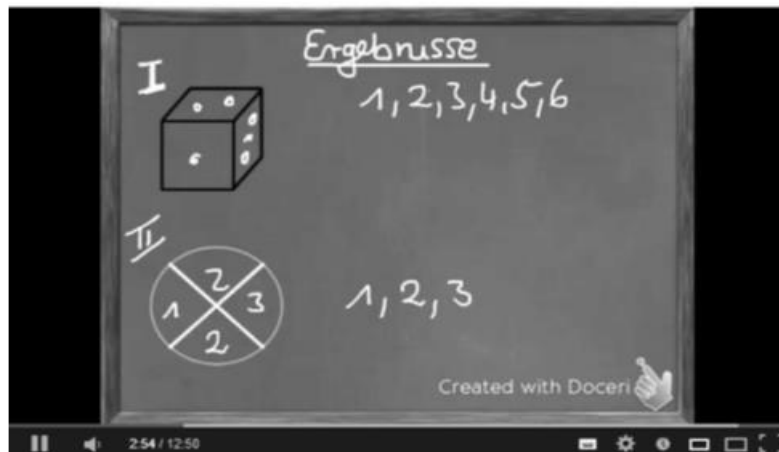 Ergebnisse
I
1, 2, 3, 4, 5, 6
II
2
1 3
2
1, 2, 3
Created with Doceri
2:54 / 12:50